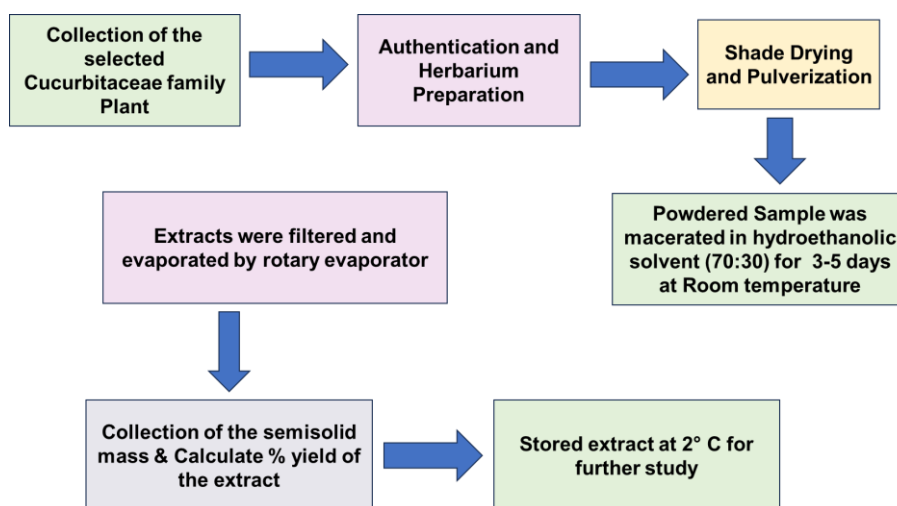 Collection of the
selected
Cucurbitaceae family
Plant
Authentication and
Herbarium
Preparation
Shade Drying
and Pulverization
Powdered Sample was
macerated in hydroethanolic
solvent (70:30) for 3-5 days
at Room temperature
Extracts were filtered and
evaporated by rotary evaporator
Collection of the semisolid
mass & Calculate % yield of
the extract
Stored extract at 2° C for
further study